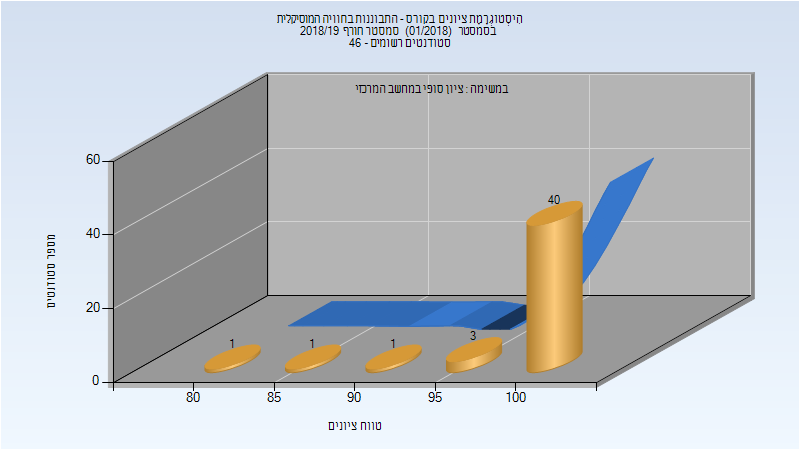 היסטוגרמת ציונים בקורס - התבוננות בחוויה המוסיקלית
בסמסטר (01/2018) סמסטר חורף 2018/19
סטודנטים רשומים - 46
במשימה : ציון סופי במחשב המרכזי
מספר סטודנטים
60
40
20
0
1
1
1
3
40
80
85
90
95
100
טווח ציונים